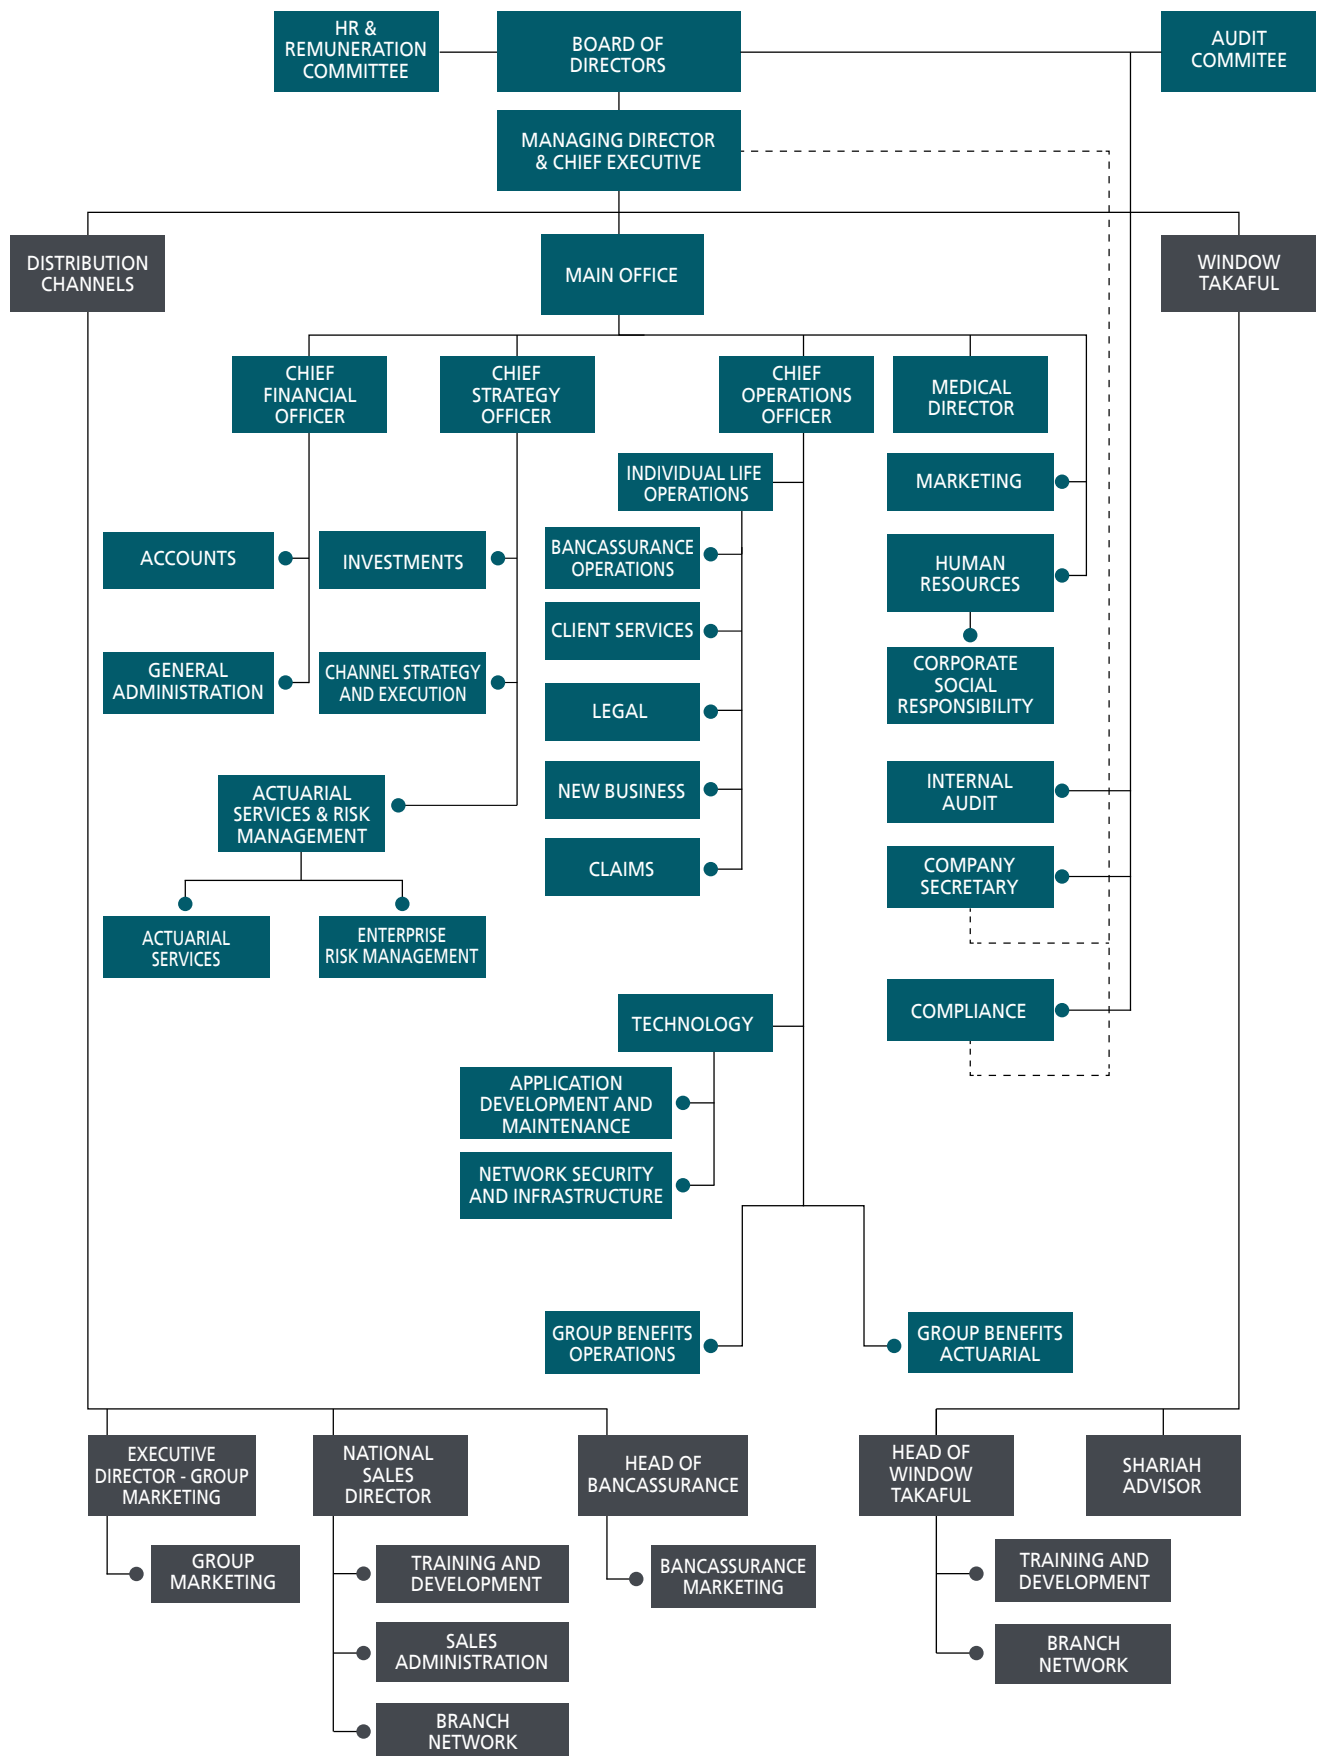 HR &
REMUNERATION
COMMITTEE
BOARD OF
DIRECTORS
AUDIT
COMMITEE
MANAGING DIRECTOR
& CHIEF EXECUTIVE
DISTRIBUTION
CHANNELS
MAIN OFFICE
WINDOW
TAKAFUL
CHIEF
FINANCIAL
OFFICER
CHIEF
STRATEGY
OFFICER
CHIEF
OPERATIONS
OFFICER
MEDICAL
DIRECTOR
INDIVIDUAL LIFE
OPERATIONS
MARKETING
ACCOUNTS
INVESTMENTS
BANCASSURANCE
OPERATIONS
HUMAN
RESOURCES
CLIENT SERVICES
GENERAL
ADMINISTRATION
CHANNEL STRATEGY
AND EXECUTION
CORPORATE
SOCIAL
RESPONSIBILITY
LEGAL
ACTUARIAL
SERVICES & RISK
MANAGEMENT
NEW BUSINESS
INTERNAL
AUDIT
CLAIMS
COMPANY
SECRETARY
ACTUARIAL
SERVICES
ENTERPRISE
RISK MANAGEMENT
TECHNOLOGY
COMPLIANCE
APPLICATION
DEVELOPMENT AND
MAINTENANCE
NETWORK SECURITY
AND INFRASTRUCTURE
GROUP BENEFITS
OPERATIONS
GROUP BENEFITS
ACTUARIAL
EXECUTIVE
DIRECTOR - GROUP
MARKETING
NATIONAL
SALES
DIRECTOR
HEAD OF
BANCASSURANCE
HEAD OF
WINDOW
TAKAFUL
SHARIAH
ADVISOR
GROUP
MARKETING
TRAINING AND
DEVELOPMENT
BANCASSURANCE
MARKETING
TRAINING AND
DEVELOPMENT
SALES
ADMINISTRATION
BRANCH
NETWORK
BRANCH
NETWORK